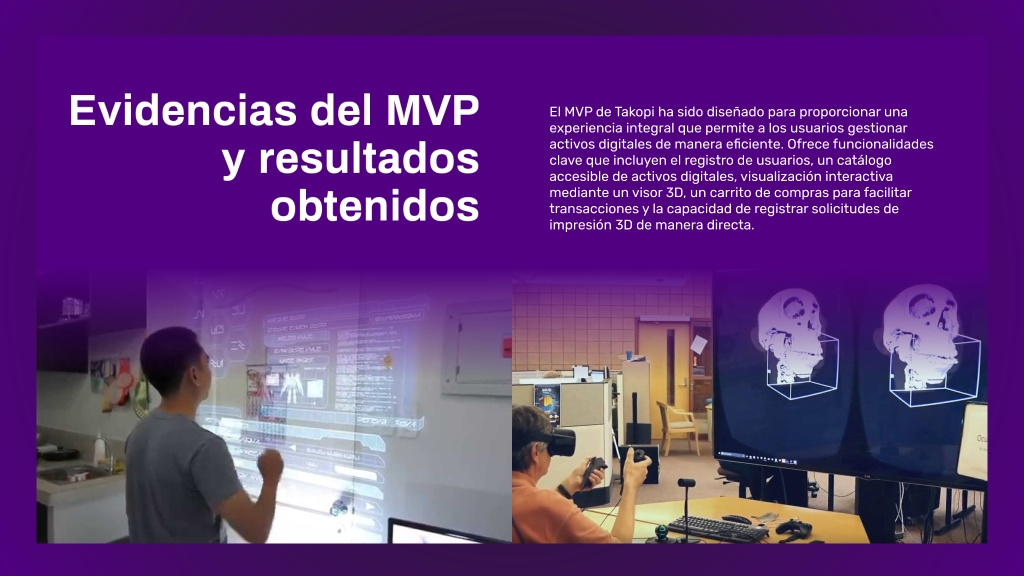 Evidencias del MVP
y resultados
obtenidos
El MVP de Takopi ha sido diseñado para proporcionar una
experiencia integral que permite a los usuarios gestionar
activos digitales de manera eficiente. Ofrece funcionalidades
clave que incluyen el registro de usuarios, un catálogo
accesible de activos digitales, visualización interactiva
mediante un visor 3D, un carrito de compras para facilitar
transacciones y la capacidad de registrar solicitudes de
impresión 3D de manera directa.